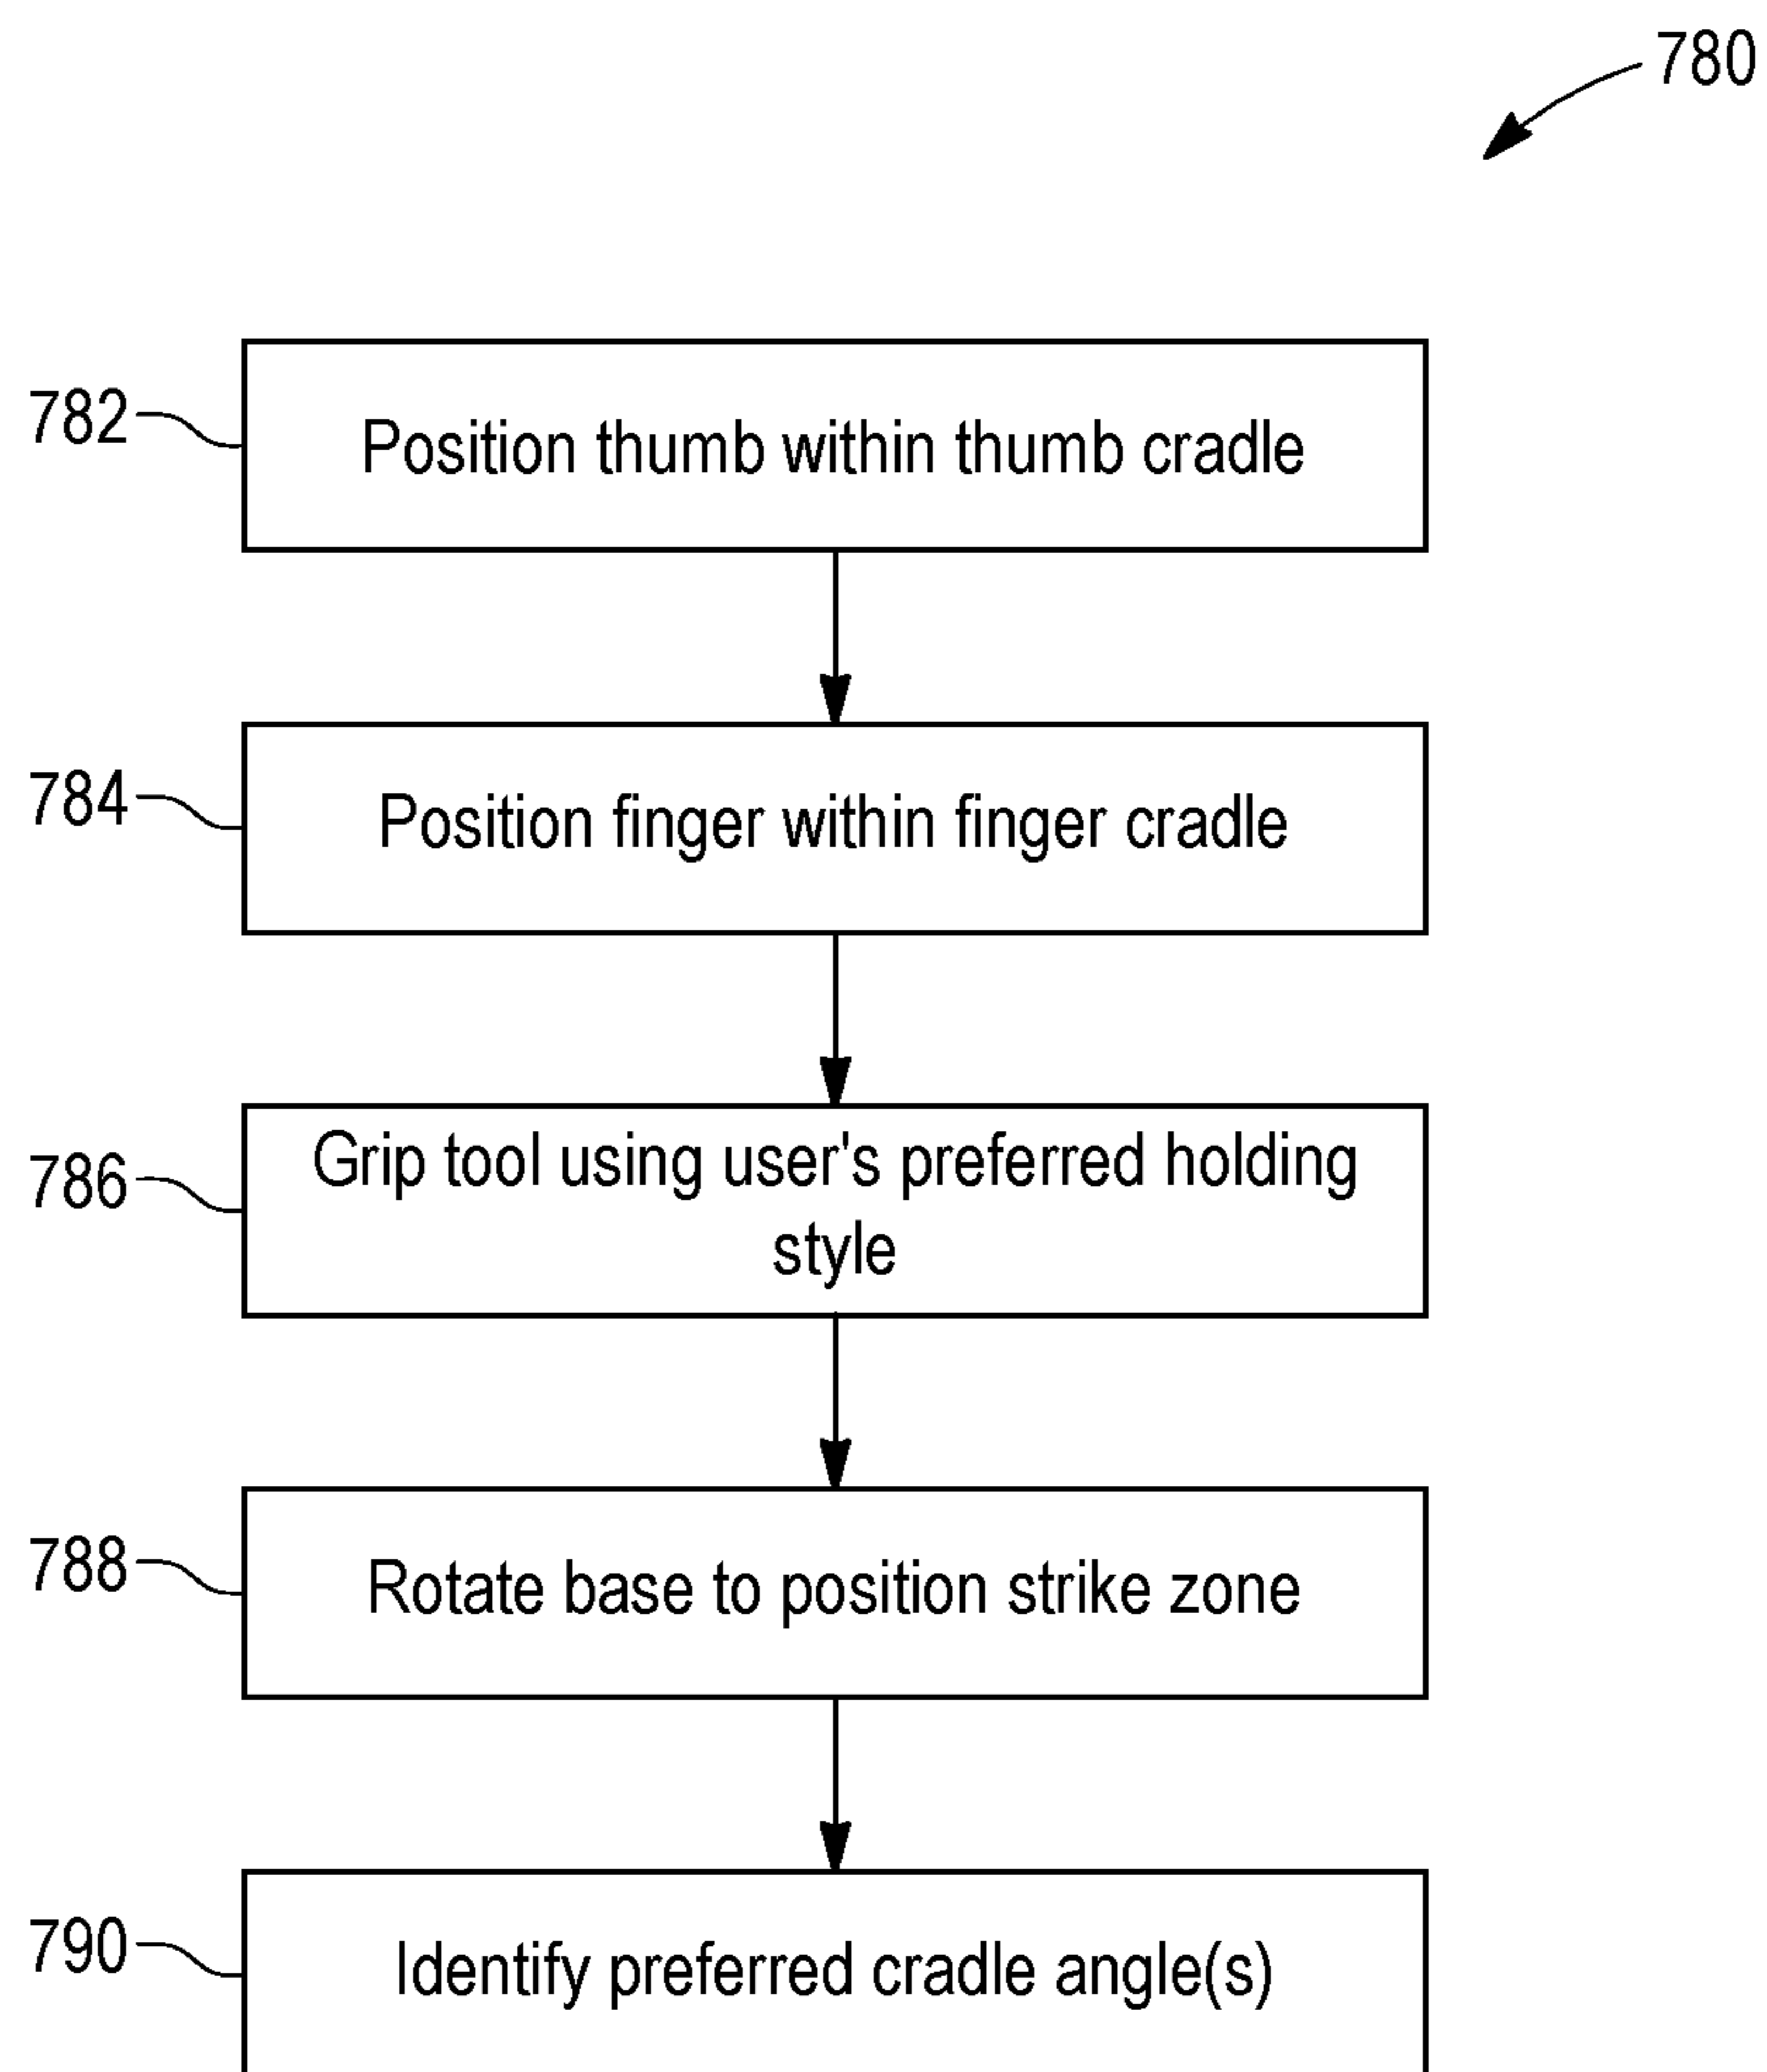 780
782
Position thumb within thumb cradle
784
Position finger within finger cradle
786
Grip tool using user's preferred holding
style
788
Rotate base to position strike zone
790
Identify preferred cradle angle(s)